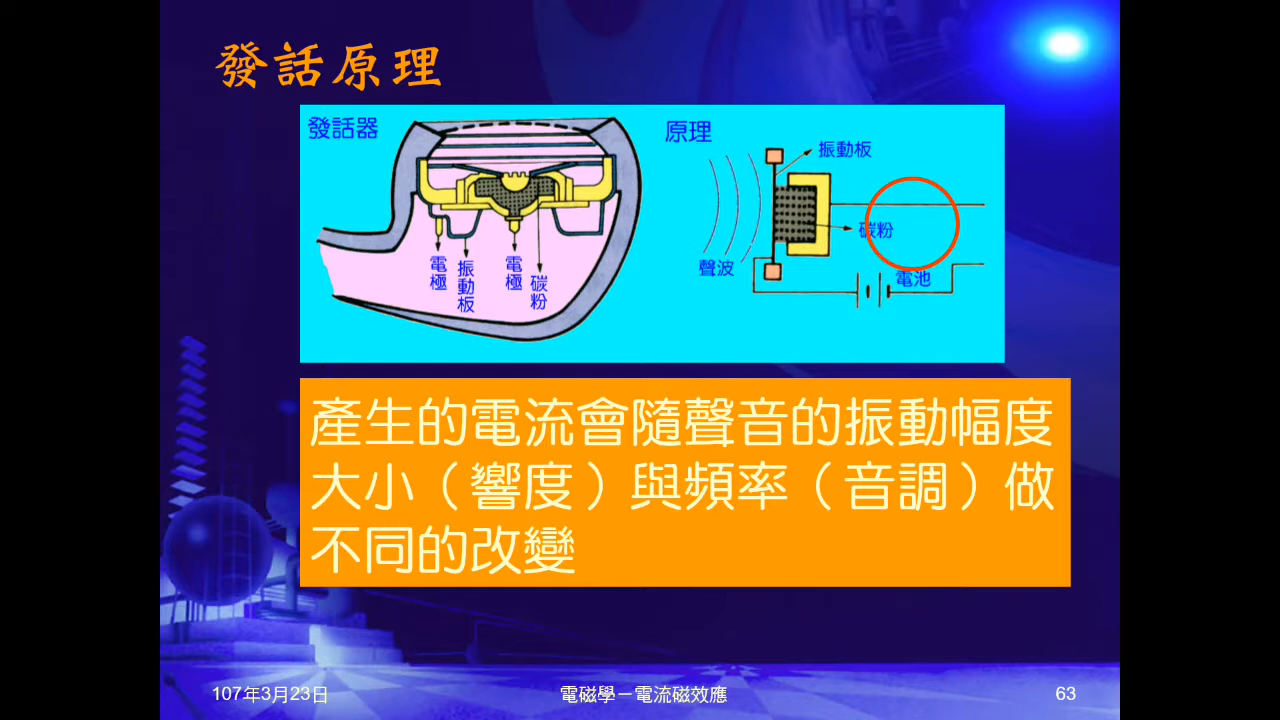 發話原理
發話器
電極
振動板
電極
碳粉
原理
振動板
碳粉
聲波
電池
產生的電流會隨聲音的振動幅度
大小（響度）與頻率（音調）做
不同的改變
107年3月23日
電磁學－電流磁效應
63